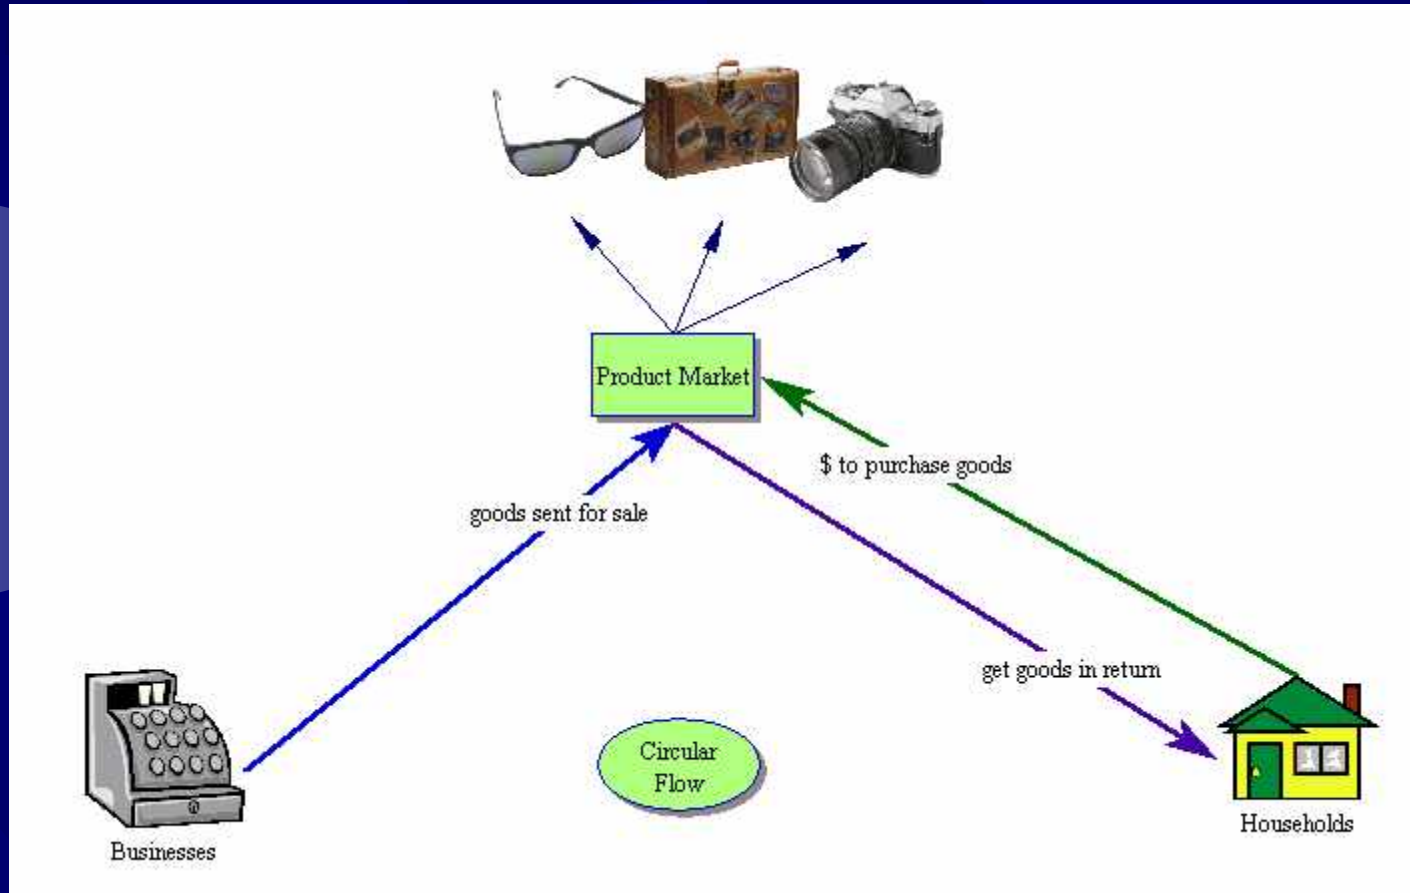 Product Market
$ to purchase goods
goods sent for sale
get goods in return
Circular
Flow
Households
Businesses